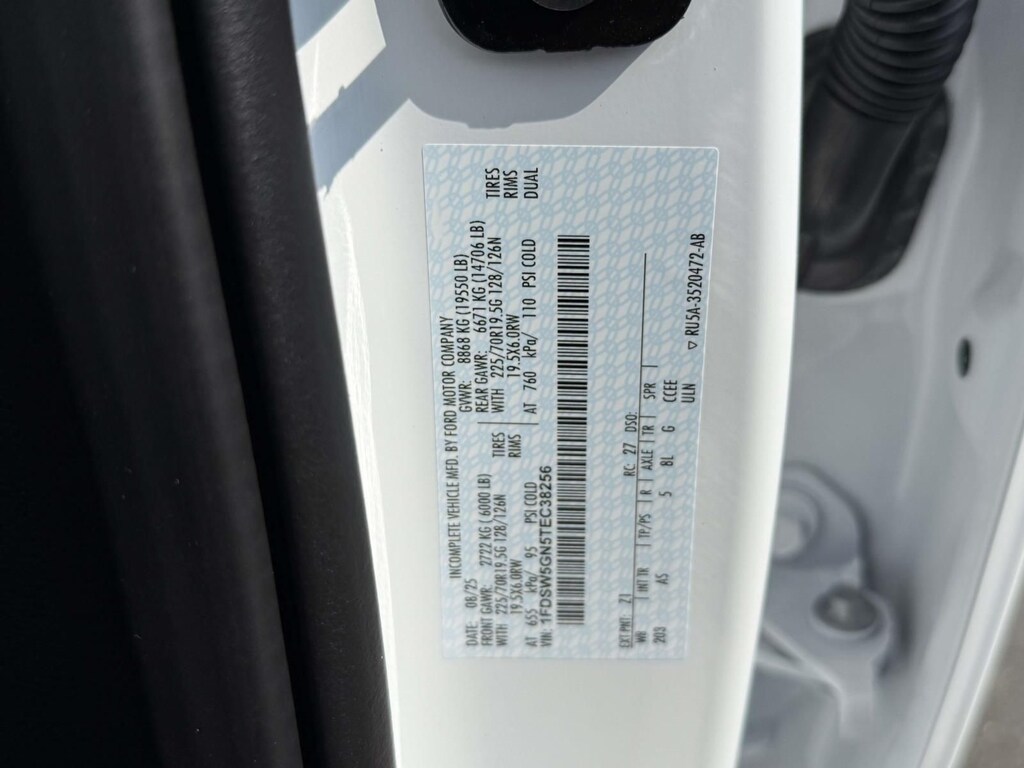 INCOMPLETE VEHICLE MFD. BY FORD MOTOR COMPANY
DATE 08/25 GVWR: 8868 KG (19550 LB)
FRONT GAWR: 2722 KG (6000 LB) REAR GAWR: 6671 KG (14706 LB)
WITH 225/70R19.5G 128/126N TIRES WITH 225/70R19.5G 128/126N TIRES
19.5X6.0RW RIMS 19.5X6.0RW RIMS
AT 655 kPa/ 95 PSI COLD AT 760 kPa/ 110 PSI COLD DUAL
VIN: 1FDSW5GN5TEC38256
EXT PNT: Z1 RC: 27 DSO:
WB INT TR TP/PS R AXLE TR SPR
203 AS 5 8L G CCEE
ULN
▽ RU5A-3520472-AB